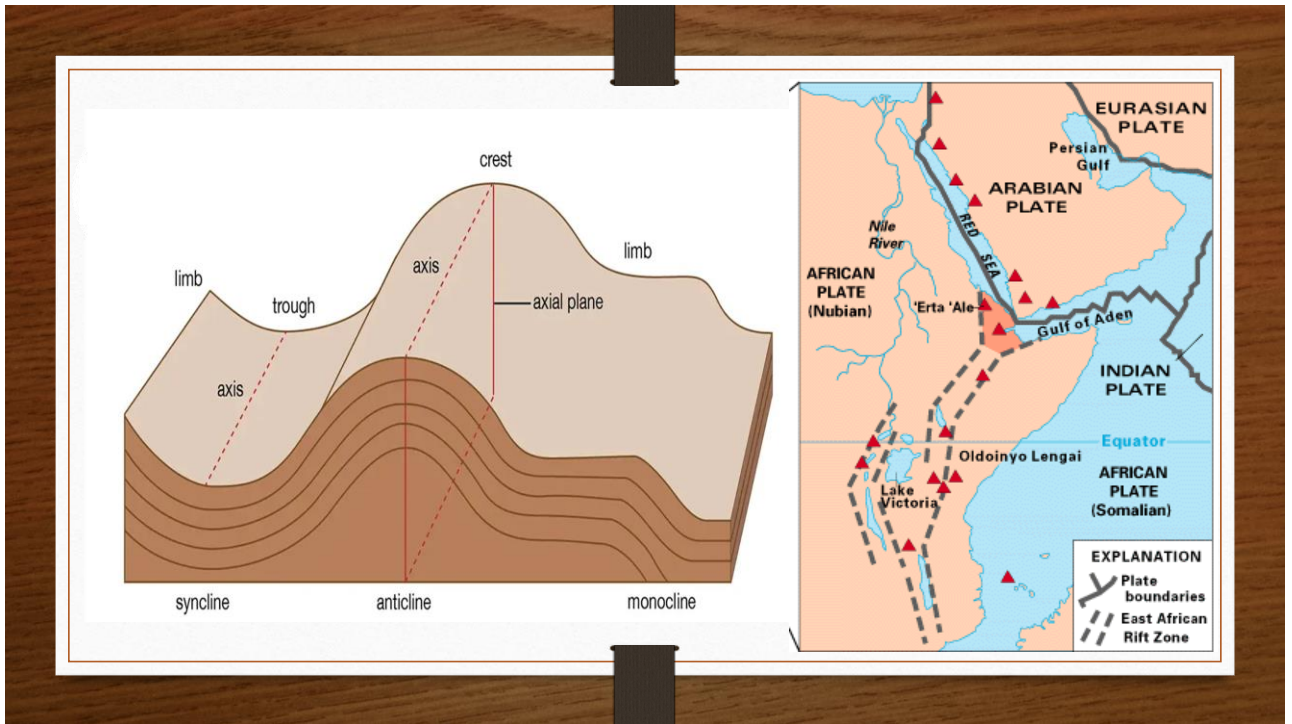 crest
limb
axis
limb
trough
axial plane
axis
syncline
anticline
monocline
EURASIAN
PLATE
Persian
Gulf
ARABIAN
PLATE
RED SEA
Nile
River
AFRICAN
PLATE
(Nubian)
'Erta 'Ale
Gulf of Aden
INDIAN
PLATE
Equator
Oldoinyo Lengai
AFRICAN
PLATE
(Somalian)
Lake
Victoria
EXPLANATION
Plate
boundaries
East African
Rift Zone